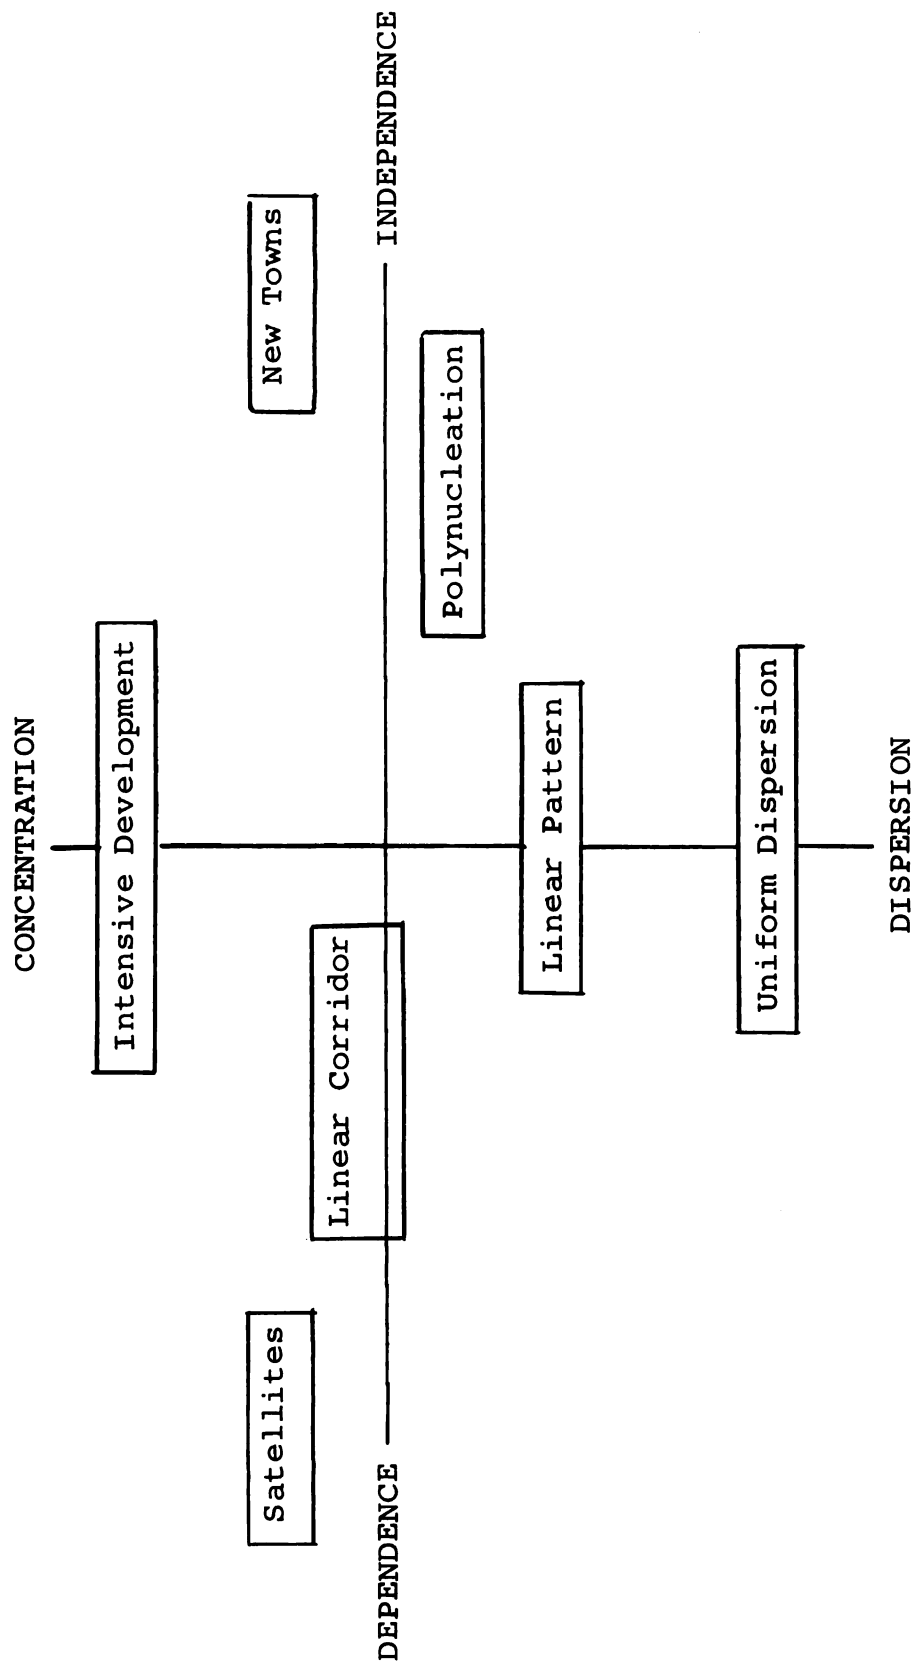 CONCENTRATION
Intensive Development
Satellites
New Towns
Linear Corridor
DEPENDENCE
INDEPENDENCE
Polynucleation
Linear Pattern
Uniform Dispersion
DISPERSION